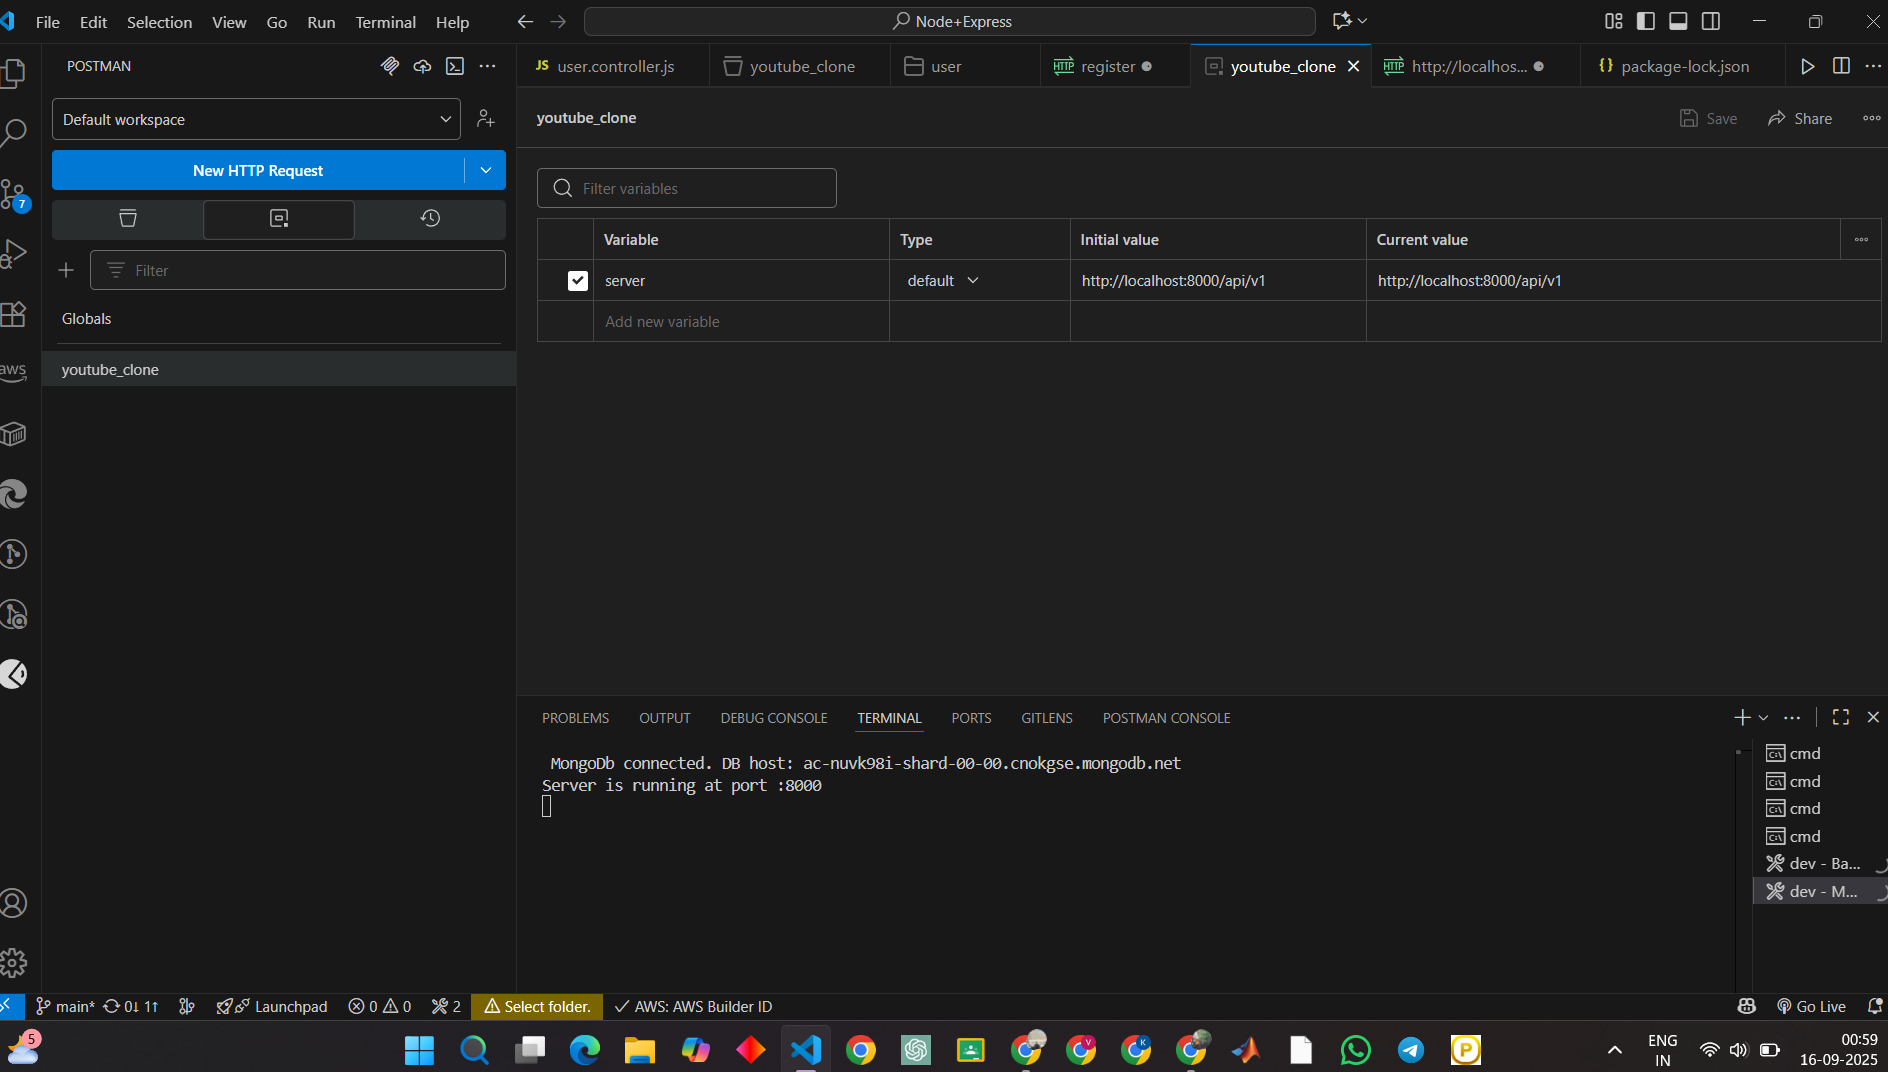 File Edit Selection View Go Run Terminal Help
Node+Express
POSTMAN
JS user.controller.js
youtube_clone
user
HTTP register
youtube_clone
HTTP http://localhos...
{} package-lock.json
Default workspace
youtube_clone
Save
Share
New HTTP Request
Filter variables
7
Variable Type Initial value Current value
Filter
server default http://localhost:8000/api/v1 http://localhost:8000/api/v1
Globals
Add new variable
youtube_clone
aws
PROBLEMS OUTPUT DEBUG CONSOLE TERMINAL PORTS GITLENS POSTMAN CONSOLE
MongoDb connected. DB host: ac-nuvk98i-shard-00-00.cnokgse.mongodb.net
Server is running at port :8000
cmd
cmd
cmd
cmd
dev - Ba...
dev - M...
main* 0↓ 1↑ Launchpad 0 0 2 Select folder. AWS: AWS Builder ID
Go Live
5
V
K
P
ENG
IN
00:59
16-09-2025